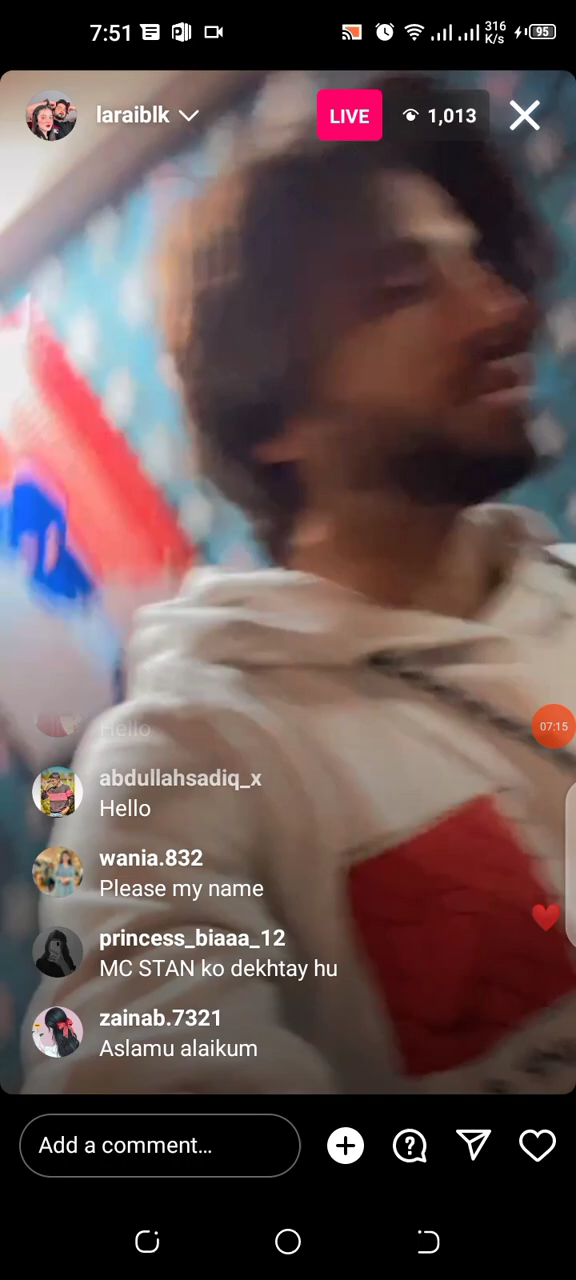 7:51
316
K/s
95
laraiblk
LIVE
1,013
Hello
07:15
abdullahsadiq_x
Hello
wania.832
Please my name
princess_biaaa_12
MC STAN ko dekhtay hu
zainab.7321
Aslamu alaikum
Add a comment...